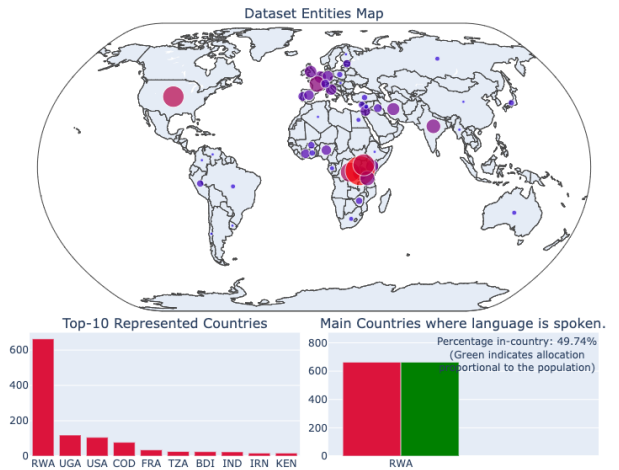 Dataset Entities Map
Top-10 Represented Countries
600
400
200
0
RWA UGA USA COD FRA TZA BDI IND IRN KEN
Main Countries where language is spoken.
Percentage in-country: 49.74%
(Green indicates allocation
proportional to the population)
800
600
400
200
0
RWA